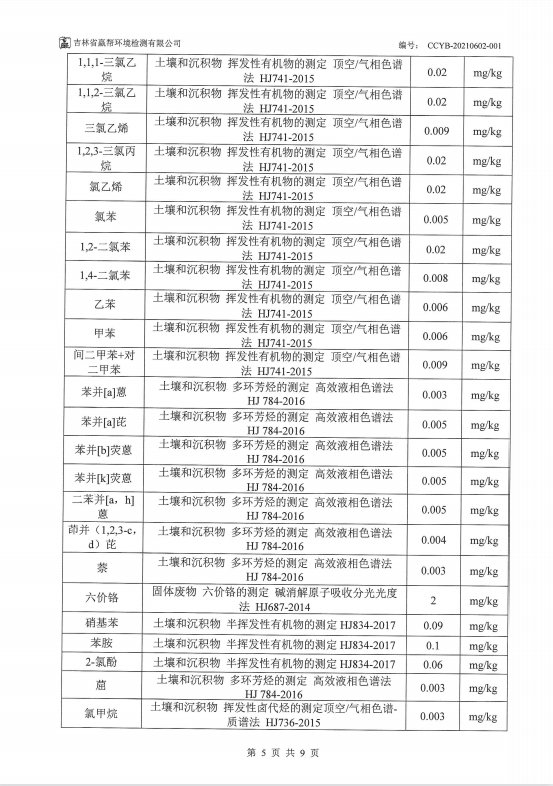 吉林省赢帮环境检测有限公司 编号: CCYB-20210602-001
1,1,1-三氯乙 土壤和沉积物 挥发性有机物的测定 顶空/气相色谱 0.02 mg/kg
烷 法 HJ741-2015
1,1,2-三氯乙 土壤和沉积物 挥发性有机物的测定 顶空/气相色谱 0.02 mg/kg
烷 法 HJ741-2015
三氯乙烯 土壤和沉积物 挥发性有机物的测定 顶空/气相色谱 0.009 mg/kg
法 HJ741-2015
1,2,3-三氯丙 土壤和沉积物 挥发性有机物的测定 顶空/气相色谱 0.02 mg/kg
烷 法 HJ741-2015
氯乙烯 土壤和沉积物 挥发性有机物的测定 顶空/气相色谱 0.02 mg/kg
法 HJ741-2015
氯苯 土壤和沉积物 挥发性有机物的测定 顶空/气相色谱 0.005 mg/kg
法 HJ741-2015
1,2-二氯苯 土壤和沉积物 挥发性有机物的测定 顶空/气相色谱 0.02 mg/kg
法 HJ741-2015
1,4-二氯苯 土壤和沉积物 挥发性有机物的测定 顶空/气相色谱 0.008 mg/kg
法 HJ741-2015
乙苯 土壤和沉积物 挥发性有机物的测定 顶空/气相色谱 0.006 mg/kg
法 HJ741-2015
甲苯 土壤和沉积物 挥发性有机物的测定 顶空/气相色谱 0.006 mg/kg
法 HJ741-2015
间二甲苯+对 土壤和沉积物 挥发性有机物的测定 顶空/气相色谱 0.009 mg/kg
二甲苯 法 HJ741-2015
苯并[a]蒽 土壤和沉积物 多环芳烃的测定 高效液相色谱法 0.003 mg/kg
HJ 784-2016
苯并[a]芘 土壤和沉积物 多环芳烃的测定 高效液相色谱法 0.005 mg/kg
HJ 784-2016
苯并[b]荧蒽 土壤和沉积物 多环芳烃的测定 高效液相色谱法 0.005 mg/kg
HJ 784-2016
苯并[k]荧蒽 土壤和沉积物 多环芳烃的测定 高效液相色谱法 0.005 mg/kg
HJ 784-2016
二苯并[a，h] 土壤和沉积物 多环芳烃的测定 高效液相色谱法 0.005 mg/kg
蒽 HJ 784-2016
茚并（1,2,3-c, 土壤和沉积物 多环芳烃的测定 高效液相色谱法 0.004 mg/kg
d）芘 HJ 784-2016
萘 土壤和沉积物 多环芳烃的测定 高效液相色谱法 0.003 mg/kg
HJ 784-2016
六价铬 固体废物 六价铬的测定 碱消解原子吸收分光光度 2 mg/kg
法 HJ687-2014
硝基苯 土壤和沉积物 半挥发性有机物的测定 HJ834-2017 0.09 mg/kg
苯胺 土壤和沉积物 半挥发性有机物的测定 HJ834-2017 0.1 mg/kg
2-氯酚 土壤和沉积物 半挥发性有机物的测定 HJ834-2017 0.06 mg/kg
䓛 土壤和沉积物 多环芳烃的测定 高效液相色谱法 0.003 mg/kg
HJ 784-2016
氯甲烷 土壤和沉积物 挥发性卤代烃的测定顶空/气相色谱- 0.003 mg/kg
质谱法 HJ736-2015
第 5 页 共 9 页